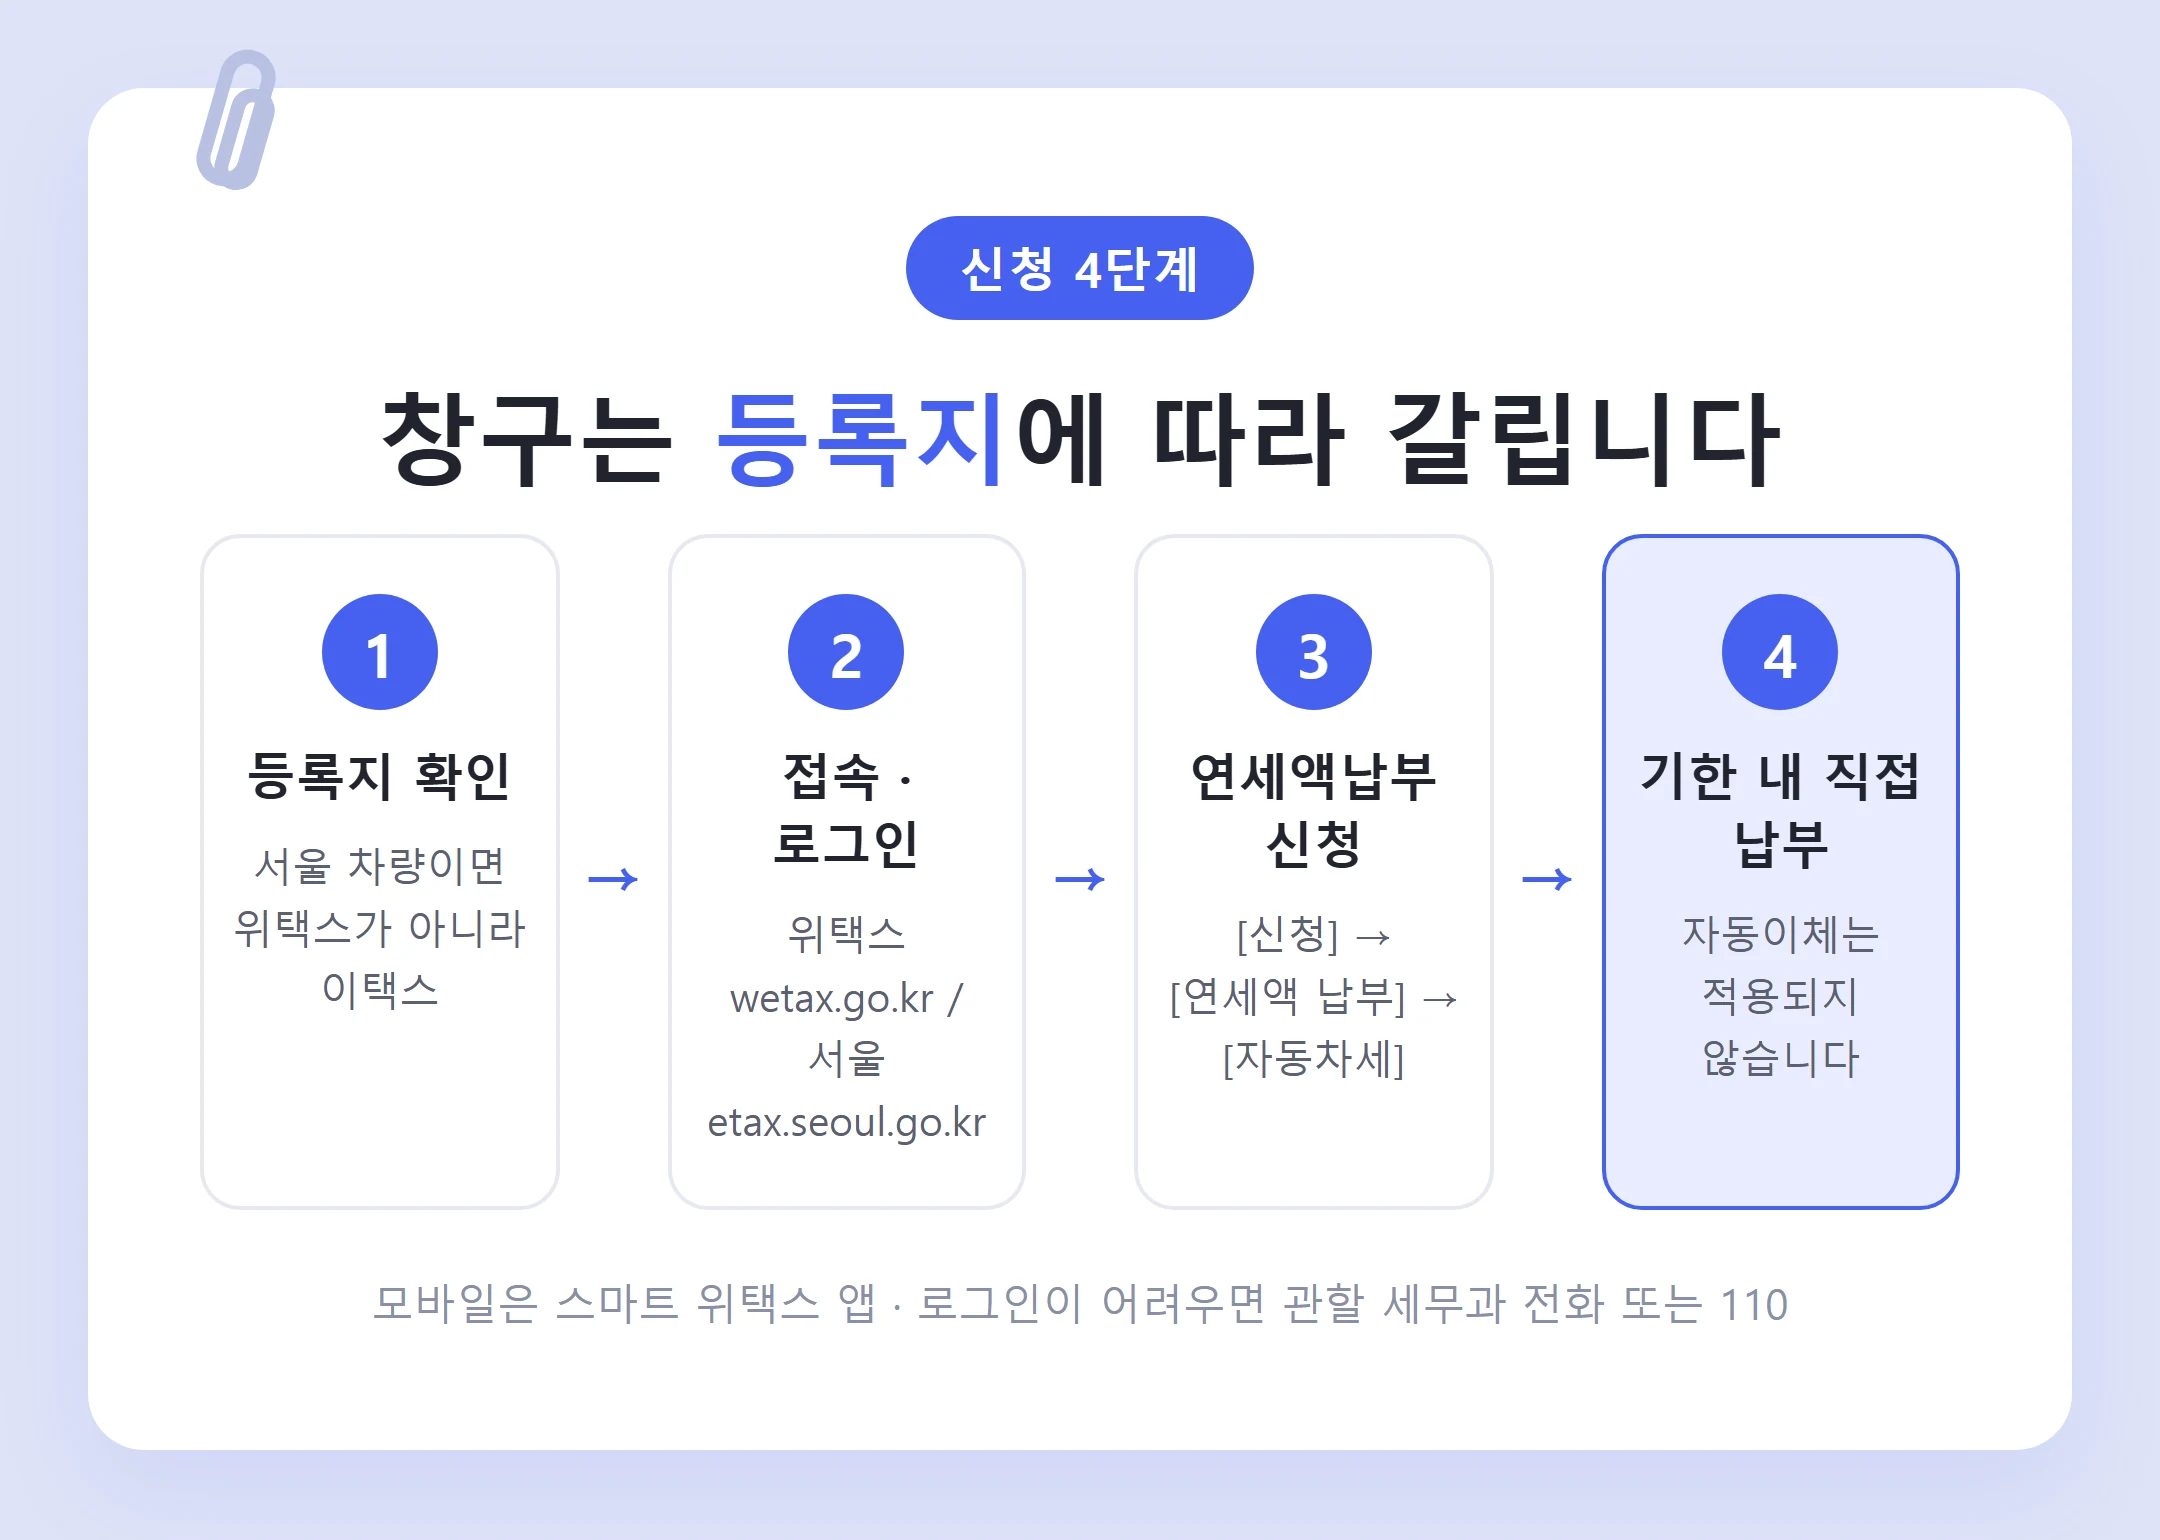 신청 4단계
창구는 등록지에 따라 갈립니다
1
등록지 확인
서울 차량이면
위택스가 아니라
이택스
→
2
접속 ·
로그인
위택스
wetax.go.kr /
서울
etax.seoul.go.kr
→
3
연세액납부
신청
[신청] →
[연세액 납부] →
[자동차세]
→
4
기한 내 직접
납부
자동이체는
적용되지
않습니다
모바일은 스마트 위택스 앱 · 로그인이 어려우면 관할 세무과 전화 또는 110